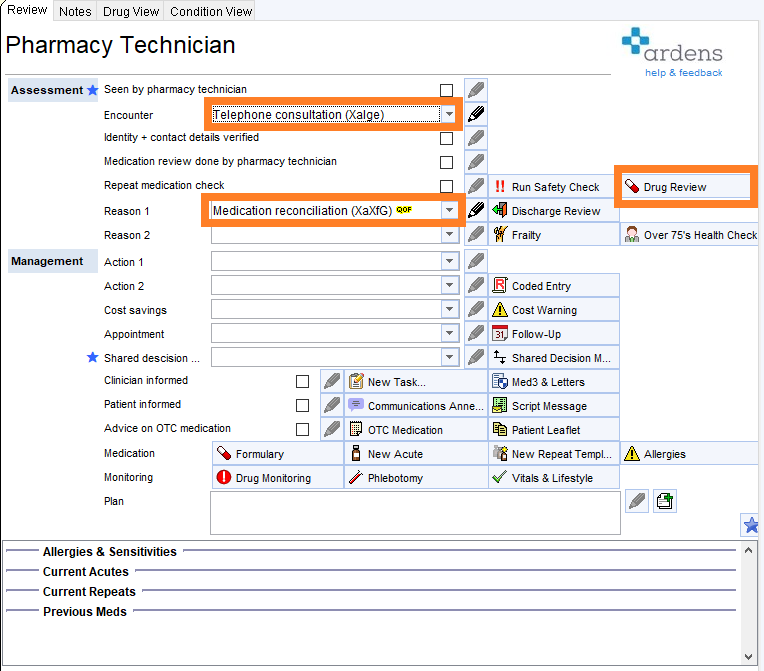 Review Notes Drug View Condition View
Pharmacy Technician
ardens
help & feedback
Assessment Seen by pharmacy technician
Encounter Telephone consultation (XaIge)
Identity + contact details verified
Medication review done by pharmacy technician
Repeat medication check !! Run Safety Check Drug Review
Reason 1 Medication reconciliation (XaXfG) QOF Discharge Review
Reason 2 Frailty Over 75's Health Check
Management Action 1
Action 2 Coded Entry
Cost savings Cost Warning
Appointment 31 Follow-Up
Shared descision ... Shared Decision M...
Clinician informed New Task... Med3 & Letters
Patient informed Communications Anne... Script Message
Advice on OTC medication OTC Medication Patient Leaflet
Medication Formulary New Acute New Repeat Templ... Allergies
Monitoring Drug Monitoring Phlebotomy Vitals & Lifestyle
Plan
Allergies & Sensitivities
Current Acutes
Current Repeats
Previous Meds